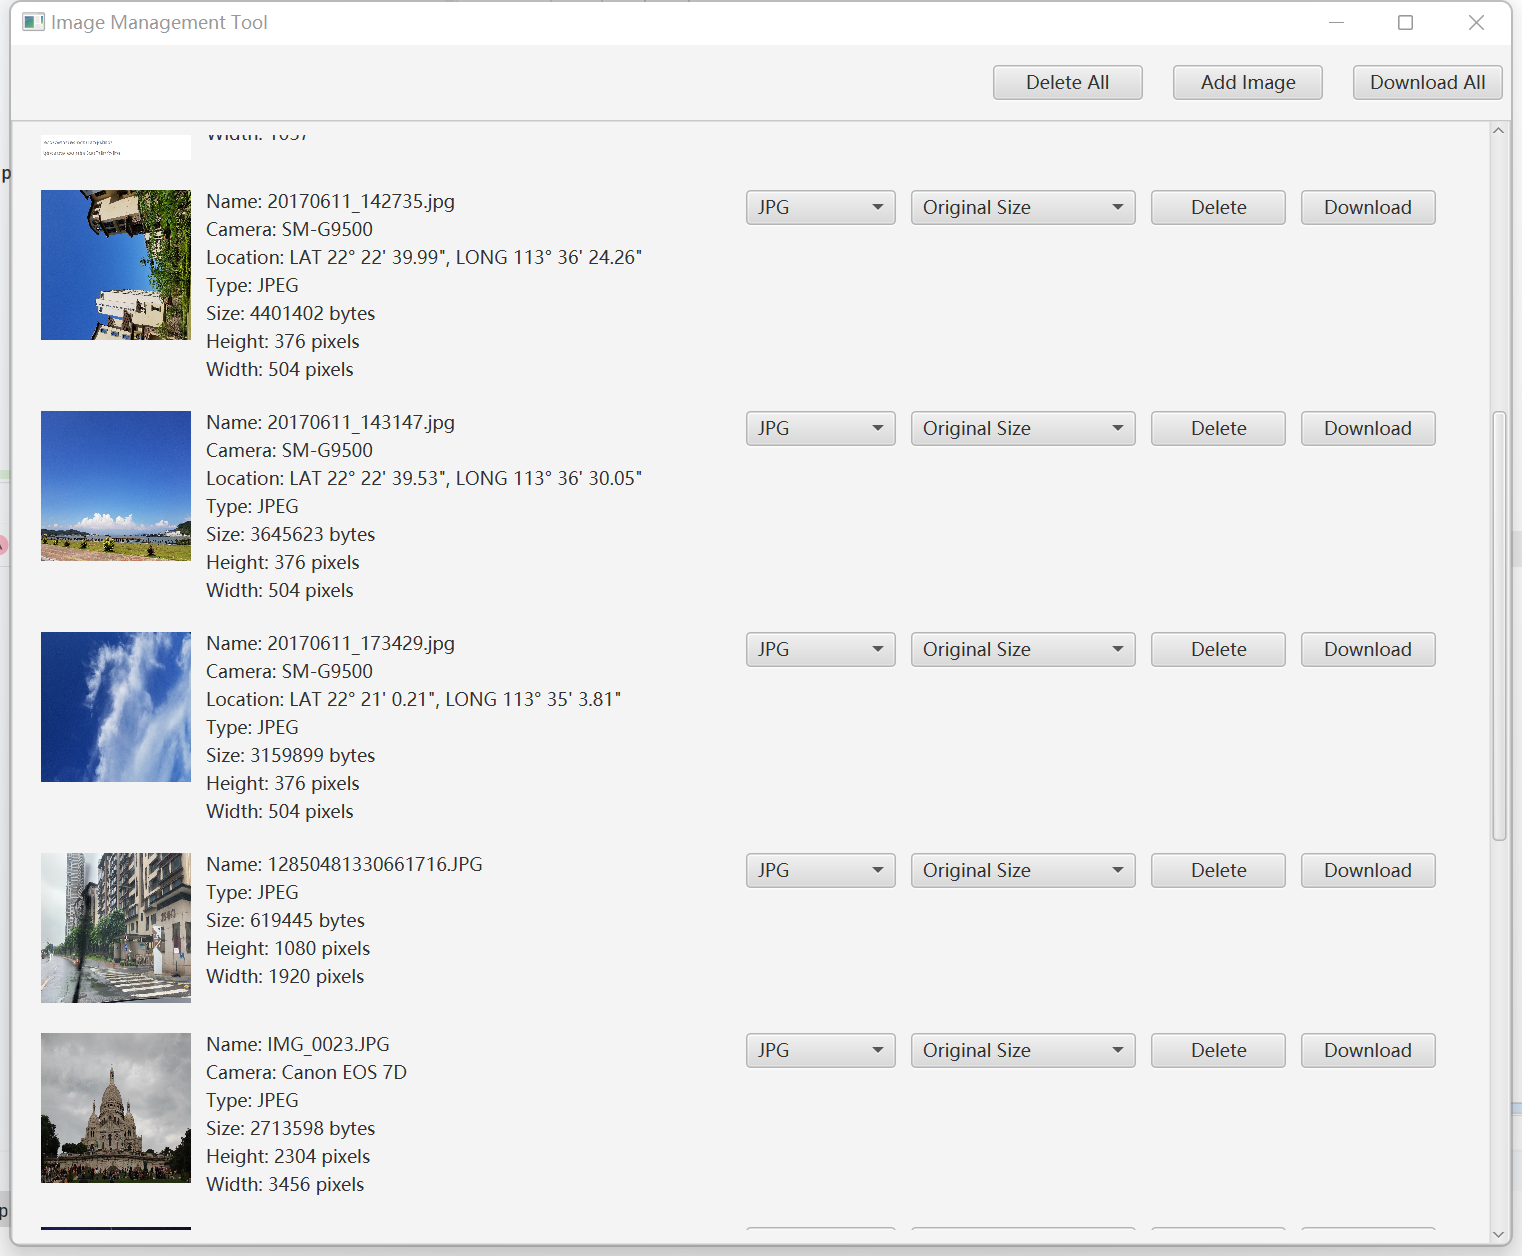 Image Management Tool
Delete All Add Image Download All
Width: 1037
Name: 20170611_142735.jpg JPG Original Size Delete Download
Camera: SM-G9500
Location: LAT 22° 22' 39.99", LONG 113° 36' 24.26"
Type: JPEG
Size: 4401402 bytes
Height: 376 pixels
Width: 504 pixels
Name: 20170611_143147.jpg JPG Original Size Delete Download
Camera: SM-G9500
Location: LAT 22° 22' 39.53", LONG 113° 36' 30.05"
Type: JPEG
Size: 3645623 bytes
Height: 376 pixels
Width: 504 pixels
Name: 20170611_173429.jpg JPG Original Size Delete Download
Camera: SM-G9500
Location: LAT 22° 21' 0.21", LONG 113° 35' 3.81"
Type: JPEG
Size: 3159899 bytes
Height: 376 pixels
Width: 504 pixels
Name: 12850481330661716.JPG JPG Original Size Delete Download
Type: JPEG
Size: 619445 bytes
Height: 1080 pixels
Width: 1920 pixels
Name: IMG_0023.JPG JPG Original Size Delete Download
Camera: Canon EOS 7D
Type: JPEG
Size: 2713598 bytes
Height: 2304 pixels
Width: 3456 pixels